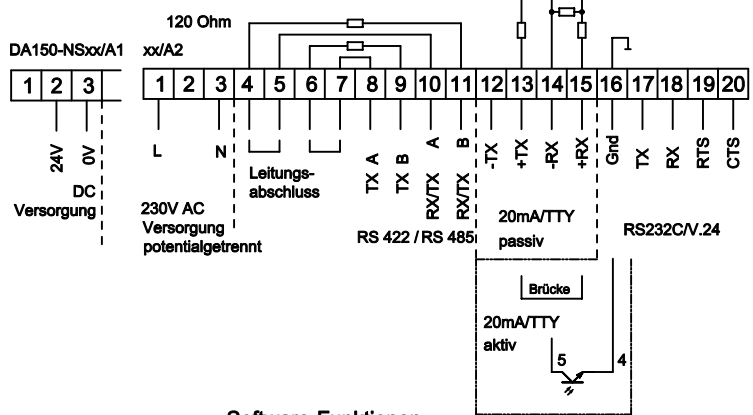 120 Ohm
DA150-NSxx/A1 xx/A2
1 2 3 1 2 3 4 5 6 7 8 9 10 11 12 13 14 15 16 17 18 19 20
24V
0V
L
N
TX A
TX B
RX/TX A
RX/TX B
-TX
+TX
-RX
+RX
Gnd
TX
RX
RTS
CTS
DC
Versorgung
230V AC
Versorgung
potentialgetrennt
Leitungs-
abschluss
RS 422 / RS 485
20mA/TTY
passiv
RS232C/V.24
Brücke
20mA/TTY
aktiv
5 4
Software-Funktionen